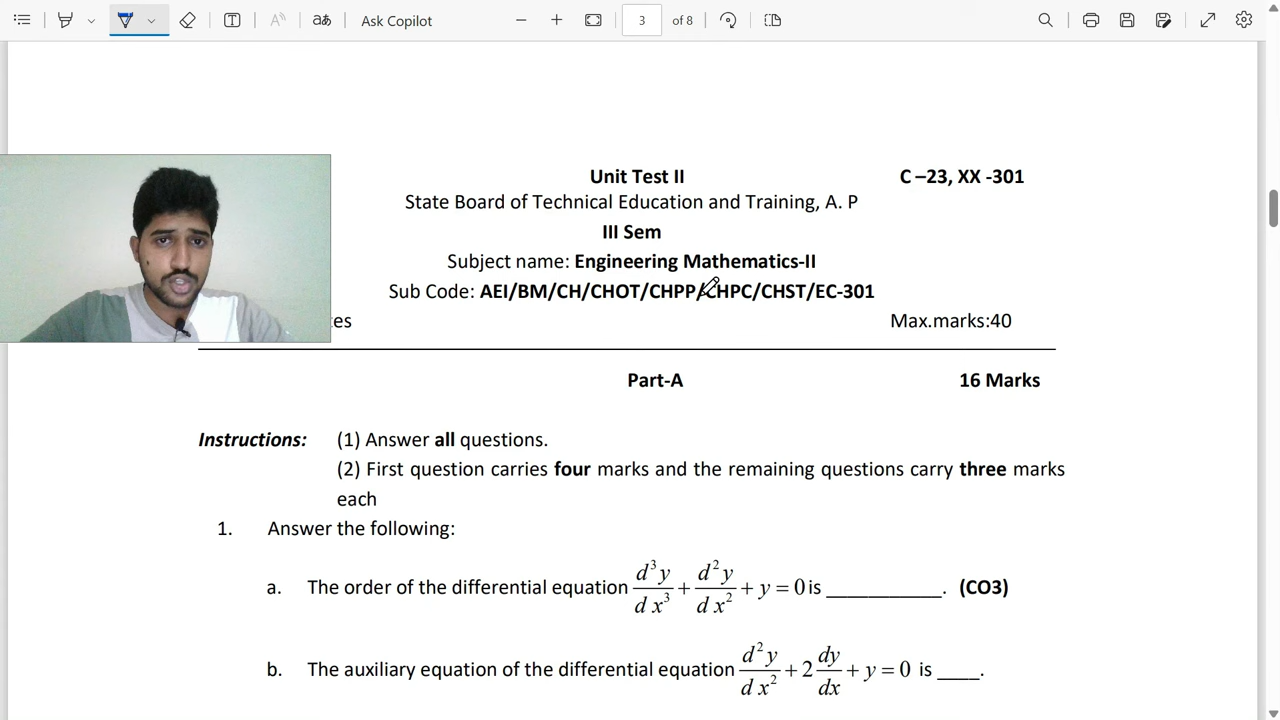 Ask Copilot
3 of 8
Unit Test II C –23, XX -301
State Board of Technical Education and Training, A. P
III Sem
Subject name: Engineering Mathematics-II
Sub Code: AEI/BM/CH/CHOT/CHPP/CHPC/CHST/EC-301
es Max.marks:40
Part-A 16 Marks
Instructions: (1) Answer all questions.
(2) First question carries four marks and the remaining questions carry three marks
each
1. Answer the following:
a. The order of the differential equation d³y/dx³ + d²y/dx² + y = 0 is ___________. (CO3)
b. The auxiliary equation of the differential equation d²y/dx² + 2 dy/dx + y = 0 is ____.